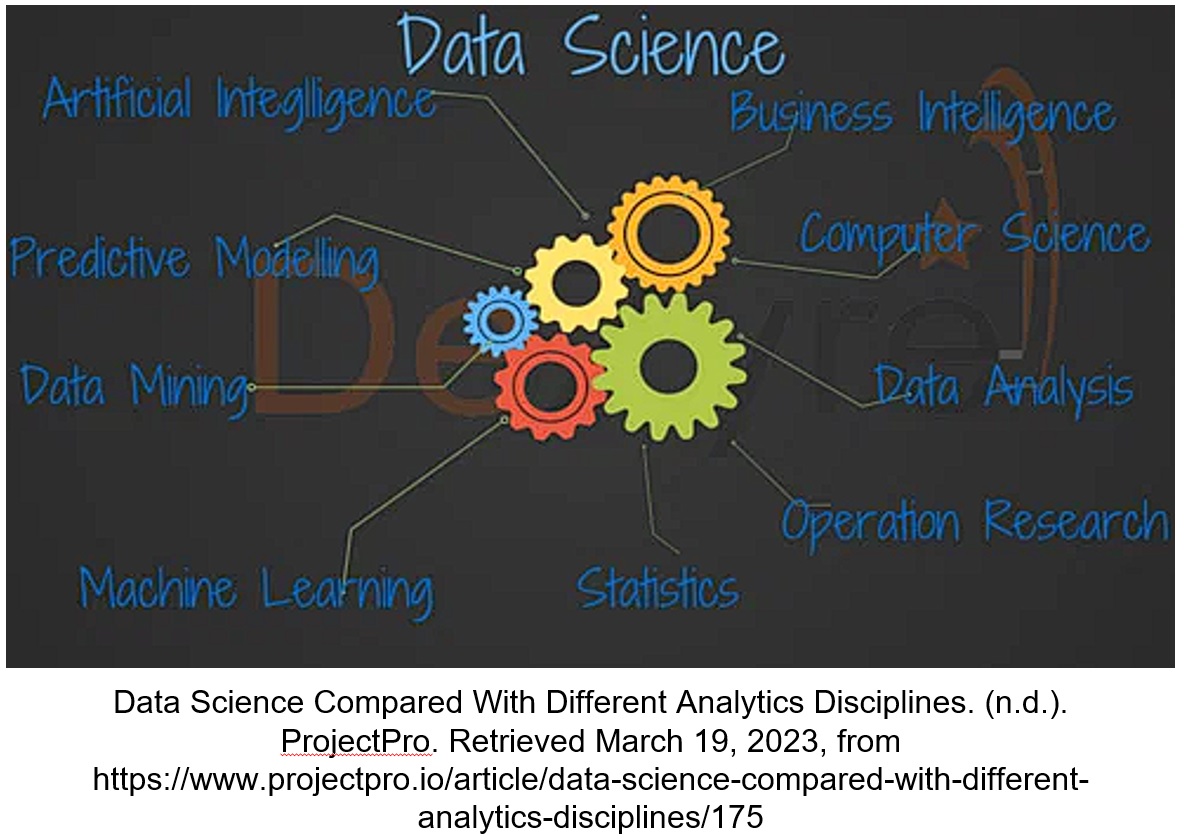 Data Science
Artificial Integlligence
Business Intelligence
Computer Science
Predictive Modelling
Data Mining
Data Analysis
Operation Research
Machine Learning
Statistics
Data Science Compared With Different Analytics Disciplines. (n.d.).
ProjectPro. Retrieved March 19, 2023, from
https://www.projectpro.io/article/data-science-compared-with-different-
analytics-disciplines/175